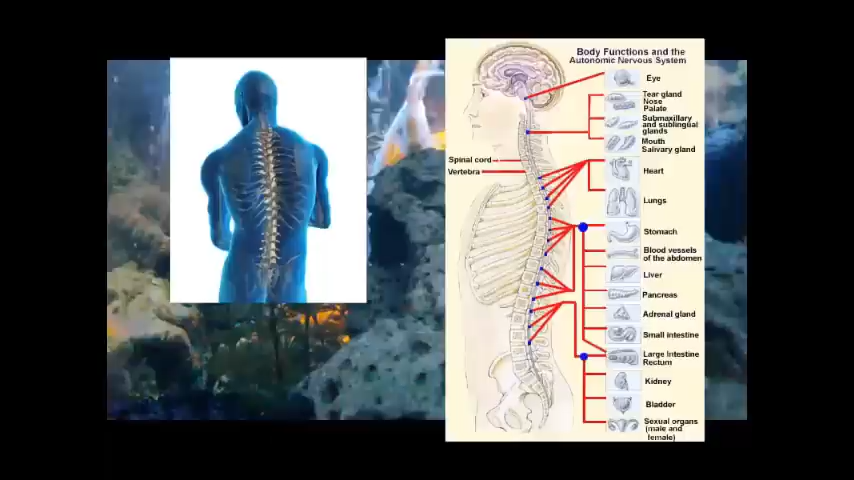 Body Functions and the
Autonomic Nervous System
Eye
Tear gland
Nose
Palate
Submaxillary
and sublingual
glands
Mouth
Salivary gland
Spinal cord
Vertebra
Heart
Lungs
Stomach
Blood vessels
of the abdomen
Liver
Pancreas
Adrenal gland
Small intestine
Large Intestine
Rectum
Kidney
Bladder
Sexual organs
(male and
female)